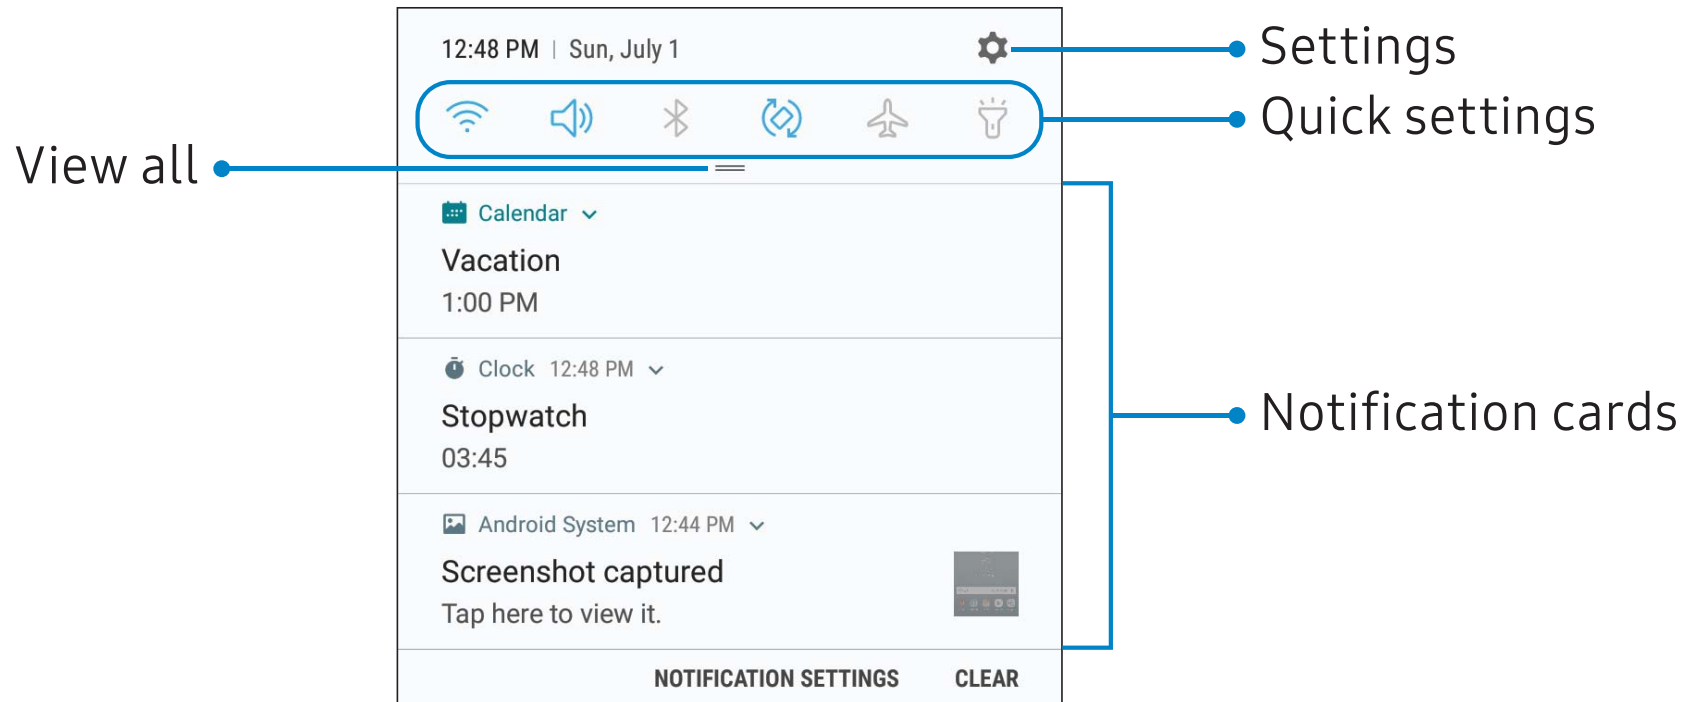 12:48 PM | Sun, July 1
Settings
Quick settings
View all
Calendar
Vacation
1:00 PM
Clock 12:48 PM
Stopwatch
03:45
Notification cards
Android System 12:44 PM
Screenshot captured
Tap here to view it.
NOTIFICATION SETTINGS CLEAR